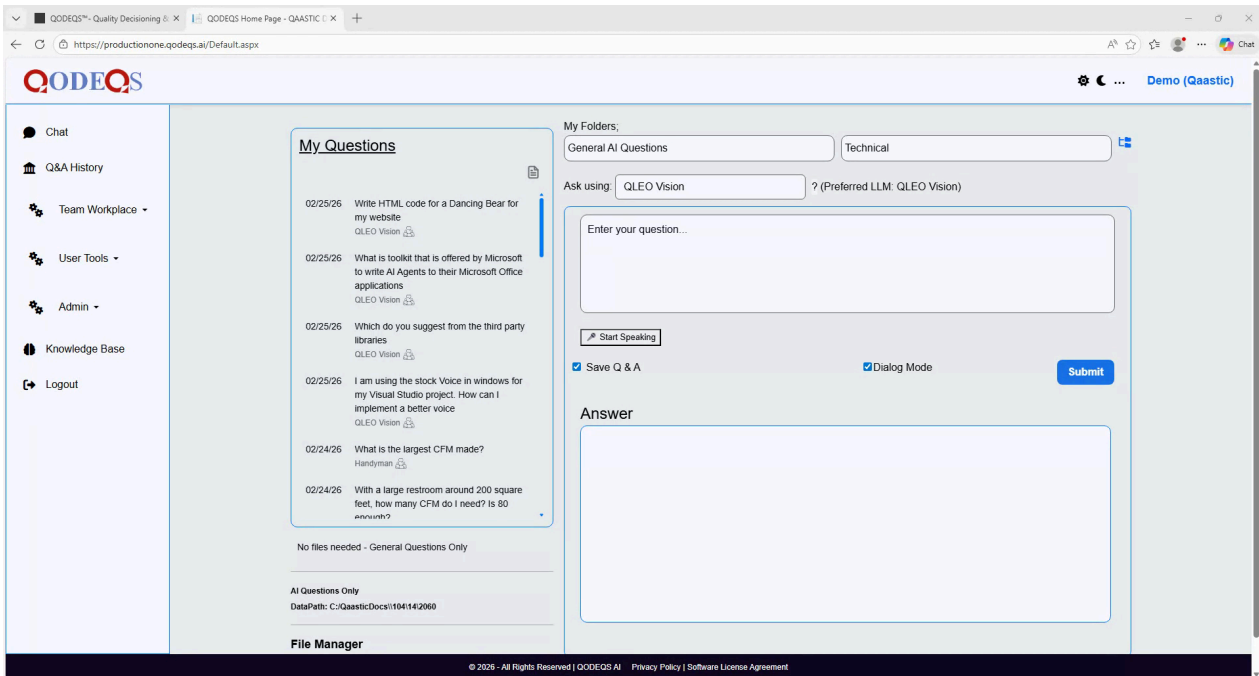 QODEQS™- Quality Decisioning &
QODEQS Home Page - QAASTIC
https://productionone.qodeqs.ai/Default.aspx
Chat
QODEQS
Demo (Qaastic)
Chat
Q&A History
Team Workplace
User Tools
Admin
Knowledge Base
Logout
My Questions
02/25/26 Write HTML code for a Dancing Bear for
my website
QLEO Vision
02/25/26 What is toolkit that is offered by Microsoft
to write AI Agents to their Microsoft Office
applications
QLEO Vision
02/25/26 Which do you suggest from the third party
libraries
QLEO Vision
02/25/26 I am using the stock Voice in windows for
my Visual Studio project. How can I
implement a better voice
QLEO Vision
02/24/26 What is the largest CFM made?
Handyman
02/24/26 With a large restroom around 200 square
feet, how many CFM do I need? Is 80
enough?
No files needed - General Questions Only
AI Questions Only
DataPath: C:/QaasticDocs\\104\14\2060
File Manager
My Folders;
General AI Questions
Technical
Ask using: QLEO Vision ? (Preferred LLM: QLEO Vision)
Enter your question...
Start Speaking
Save Q & A
Dialog Mode
Submit
Answer
© 2026 - All Rights Reserved | QODEQS AI Privacy Policy | Software License Agreement